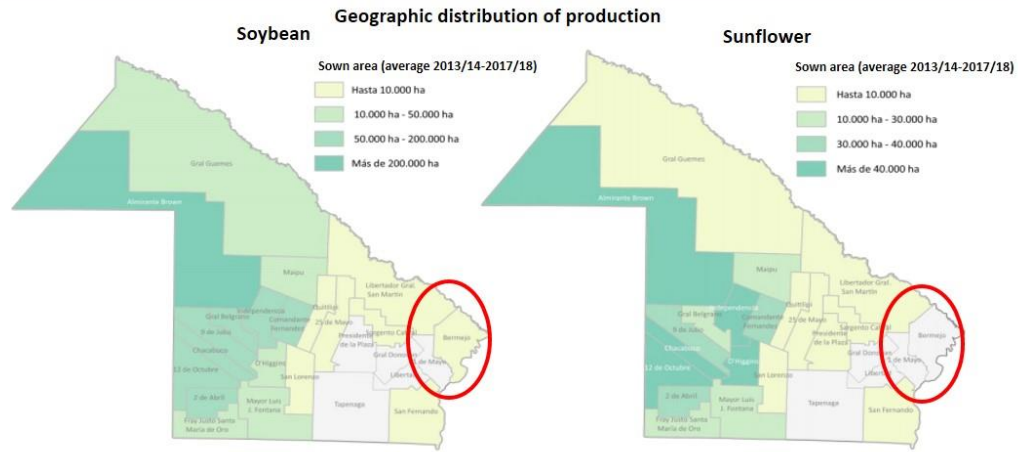 Geographic distribution of production
Soybean
Sown area (average 2013/14-2017/18)
Hasta 10.000 ha
10.000 ha - 50.000 ha
50.000 ha - 200.000 ha
Más de 200.000 ha
Gral Guemes
Almirante Brown
Maipu
Libertador Gral.
San Martín
Independencia
Gral Belgrano
Comandante
Fernandez
Quitilipi
25 de Mayo
9 de Julio
Presidente
de la Plaza
Sargento Cabral
Bermejo
Chacabuco
O'Higgins
Gral Donovan
1 de Mayo
12 de Octubre
San Lorenzo
Libertad
2 de Abril
Mayor Luis
J. Fontana
Tapenaga
San Fernando
Fray Justo Santa
María de Oro
Sunflower
Sown area (average 2013/14-2017/18)
Hasta 10.000 ha
10.000 ha - 30.000 ha
30.000 ha - 40.000 ha
Más de 40.000 ha
Gral Guemes
Almirante Brown
Maipu
Libertador Gral.
San Martín
Independencia
Gral Belgrano
Comandante
Fernandez
Quitilipi
25 de Mayo
9 de Julio
Presidente
de la Plaza
Sargento Cabral
Bermejo
Chacabuco
O'Higgins
Gral Donovan
1 de Mayo
12 de Octubre
San Lorenzo
Libertad
2 de Abril
Mayor Luis
J. Fontana
Tapenaga
San Fernando
Fray Justo Santa
María de Oro